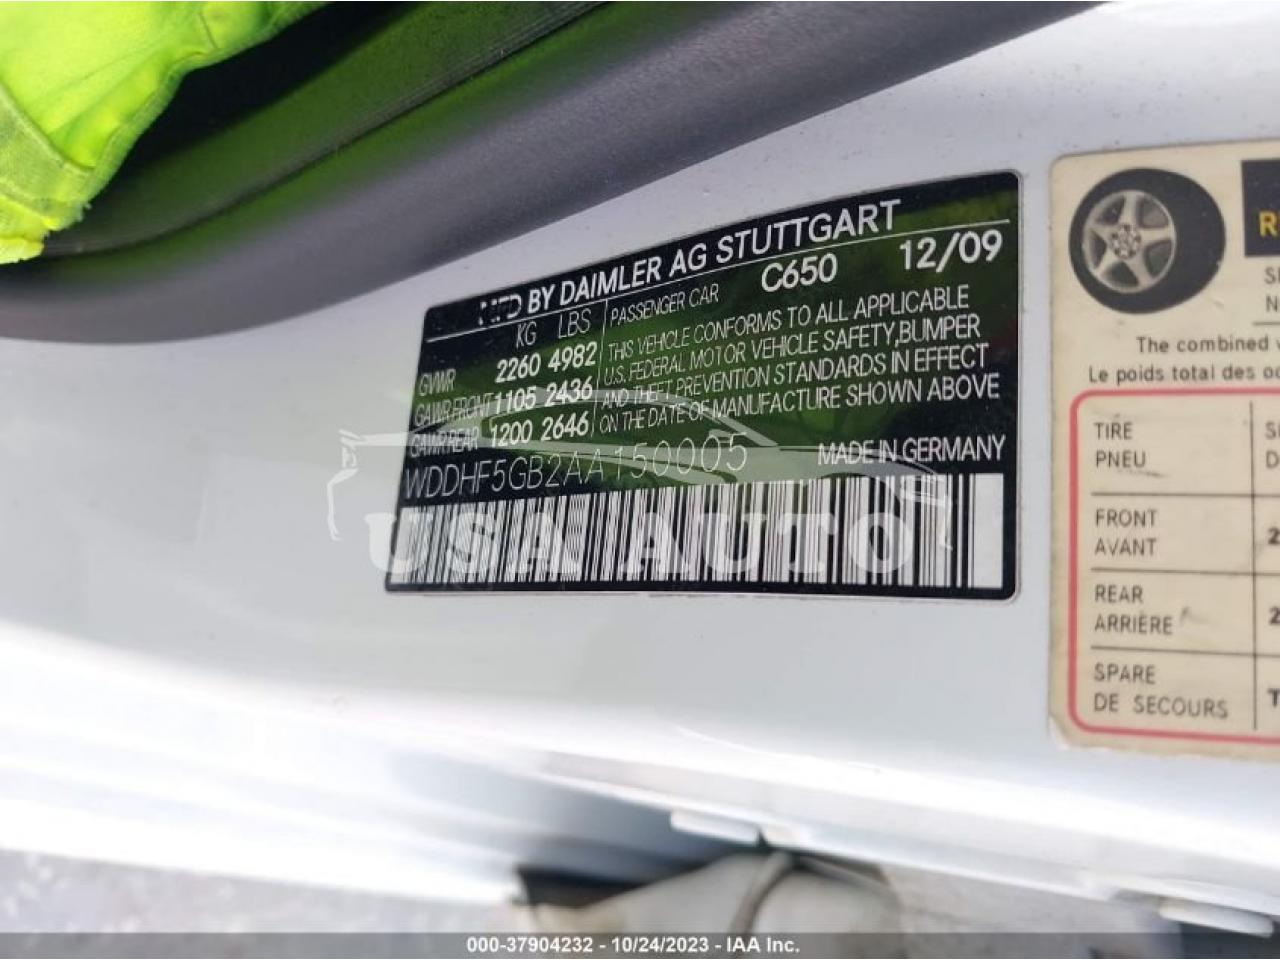 MFD BY DAIMLER AG STUTTGART
KG LBS PASSENGER CAR C650 12/09
GVWR 2260 4982 THIS VEHICLE CONFORMS TO ALL APPLICABLE
U.S. FEDERAL MOTOR VEHICLE SAFETY,BUMPER
GAWR FRONT 1105 2436 AND THEFT PREVENTION STANDARDS IN EFFECT
GAWR REAR 1200 2646 ON THE DATE OF MANUFACTURE SHOWN ABOVE
WDDHF5GB2AA150005 MADE IN GERMANY
USA AUTO
The combined
Le poids total des
TIRE
PNEU
FRONT
AVANT
REAR
ARRIÈRE
SPARE
DE SECOURS
000-37904232 - 10/24/2023 - IAA Inc.